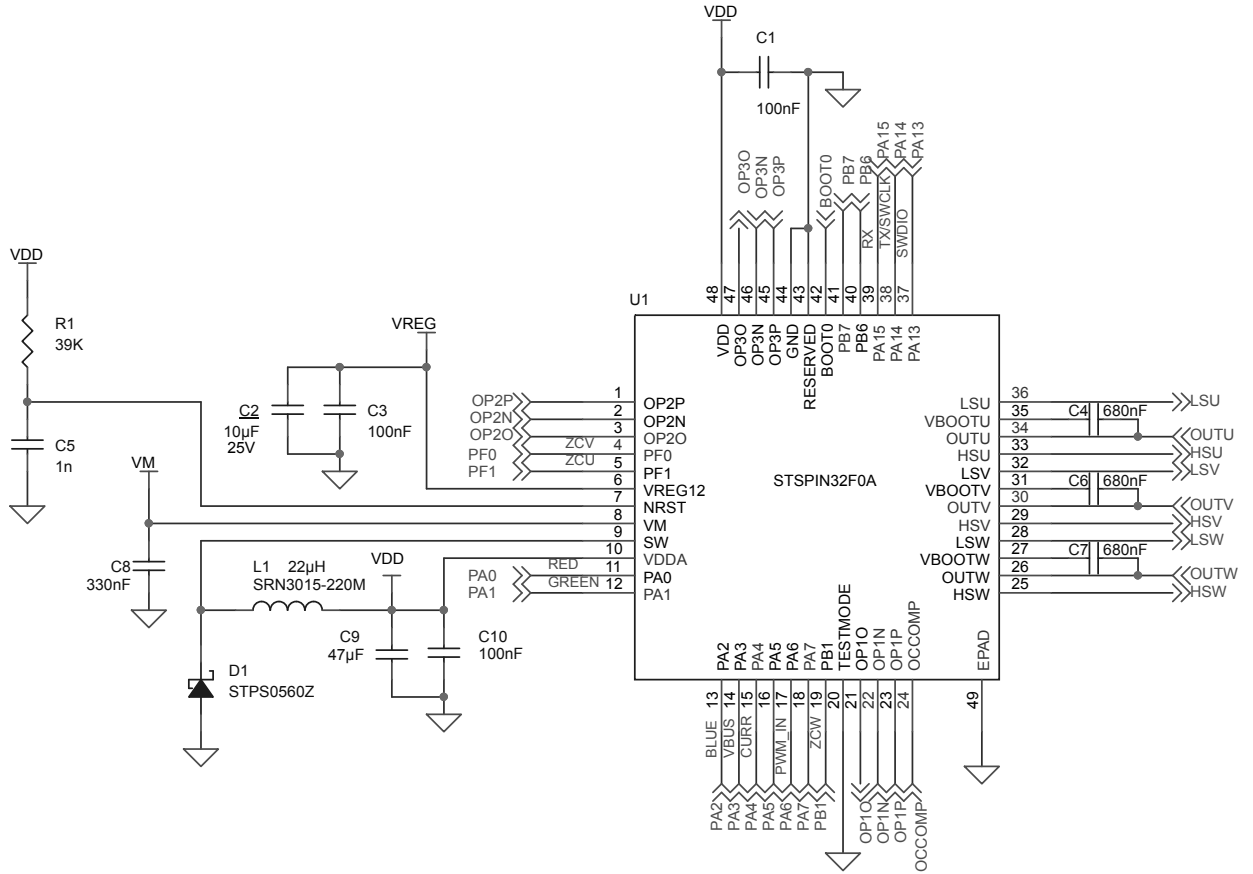 VDD
C1
100nF
OP3O
OP3N
OP3P
BOOT0
PB7
PB6
PA15
PA14
PA13
RX
TX/SWCLK
SWDIO
48
47
46
45
44
43
42
41
40
39
38
37
U1
VDD
OP3O
OP3N
OP3P
GND
RESERVED
BOOT0
PB7
PB6
PA15
PA14
PA13
VDD
R1
39K
C5
1n
VREG
C2
10µF
25V
C3
100nF
VM
C8
330nF
L1 22µH
SRN3015-220M
VDD
C9
47µF
C10
100nF
D1
STPS0560Z
OP2P 1 OP2P
OP2N 2 OP2N
OP2O 3 OP2O
PF0 ZCV 4 PF0
PF1 ZCU 5 PF1
6 VREG12
7 NRST
8 VM
9 SW
10 VDDA
PA0 RED 11 PA0
PA1 GREEN 12 PA1
STSPIN32F0A
LSU 36 LSU
VBOOTU 35 C4 680nF
OUTU 34 OUTU
HSU 33 HSU
LSV 32 LSV
VBOOTV 31 C6 680nF
OUTV 30 OUTV
HSV 29 HSV
LSW 28 LSW
VBOOTW 27 C7 680nF
OUTW 26 OUTW
HSW 25 HSW
PA2
PA3
PA4
PA5
PA6
PA7
PB1
TESTMODE
OP1O
OP1N
OP1P
OCCOMP
EPAD
13
14
15
16
17
18
19
20
21
22
23
24
49
BLUE
VBUS
CURR
PWM_IN
ZCW
PA2
PA3
PA4
PA5
PA6
PA7
PB1
OP1O
OP1N
OP1P
OCCOMP